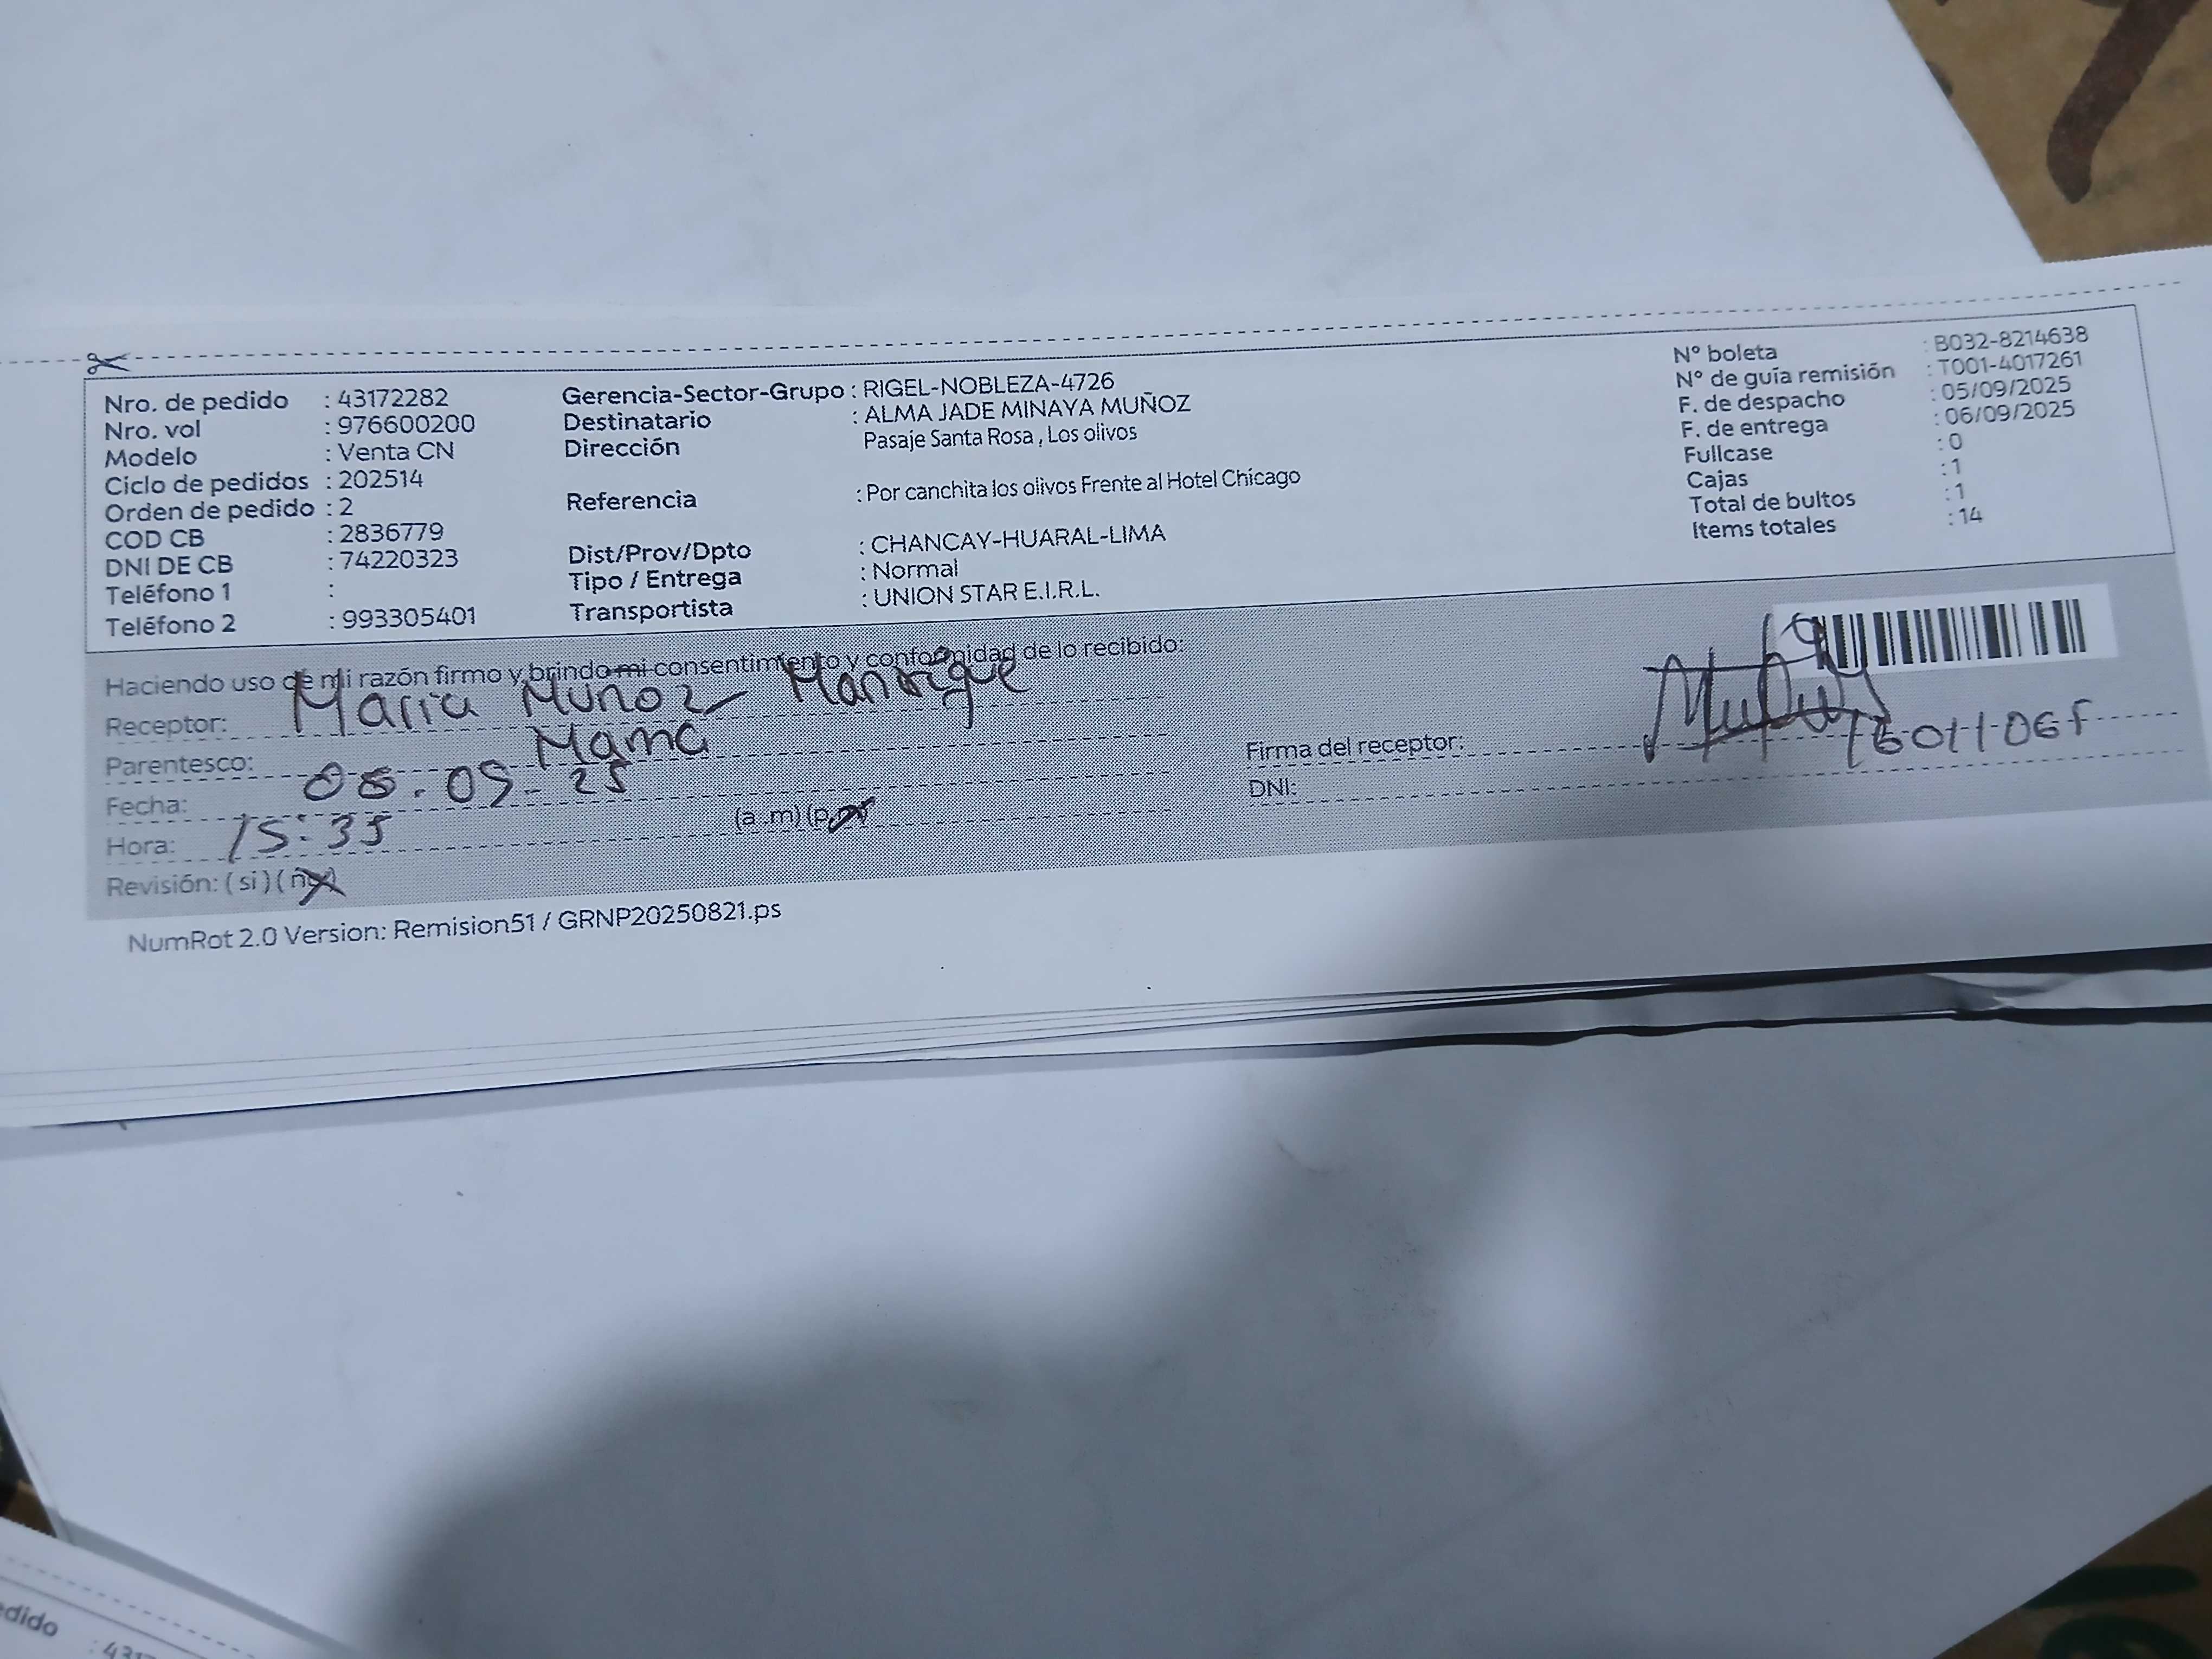 Nro. de pedido : 43172282
Nro. vol : 976600200
Modelo : Venta CN
Ciclo de pedidos : 202514
Orden de pedido : 2
COD CB : 2836779
DNI DE CB : 74220323
Teléfono 1 :
Teléfono 2 : 993305401
Gerencia-Sector-Grupo : RIGEL-NOBLEZA-4726
Destinatario : ALMA JADE MINAYA MUÑOZ
Dirección Pasaje Santa Rosa , Los olivos
Referencia : Por canchita los olivos Frente al Hotel Chicago
Dist/Prov/Dpto : CHANCAY-HUARAL-LIMA
Tipo / Entrega : Normal
Transportista : UNION STAR E.I.R.L.
N° boleta : B032-8214638
N° de guía remisión : T001-4017261
F. de despacho : 05/09/2025
F. de entrega : 06/09/2025
Fullcase : 0
Cajas : 1
Total de bultos : 1
Items totales : 14
Haciendo uso de mi razón firmo y brindo mi consentimiento y conformidad de lo recibido:
Receptor: Maria Muñoz Manrique
Parentesco: Mama
Fecha: 06.09-25
Hora: 15:35 (a .m) (p.
Revisión: ( si ) ( no )
Firma del receptor:
DNI:
NumRot 2.0 Version: Remision51 / GRNP20250821.ps
edido : 431